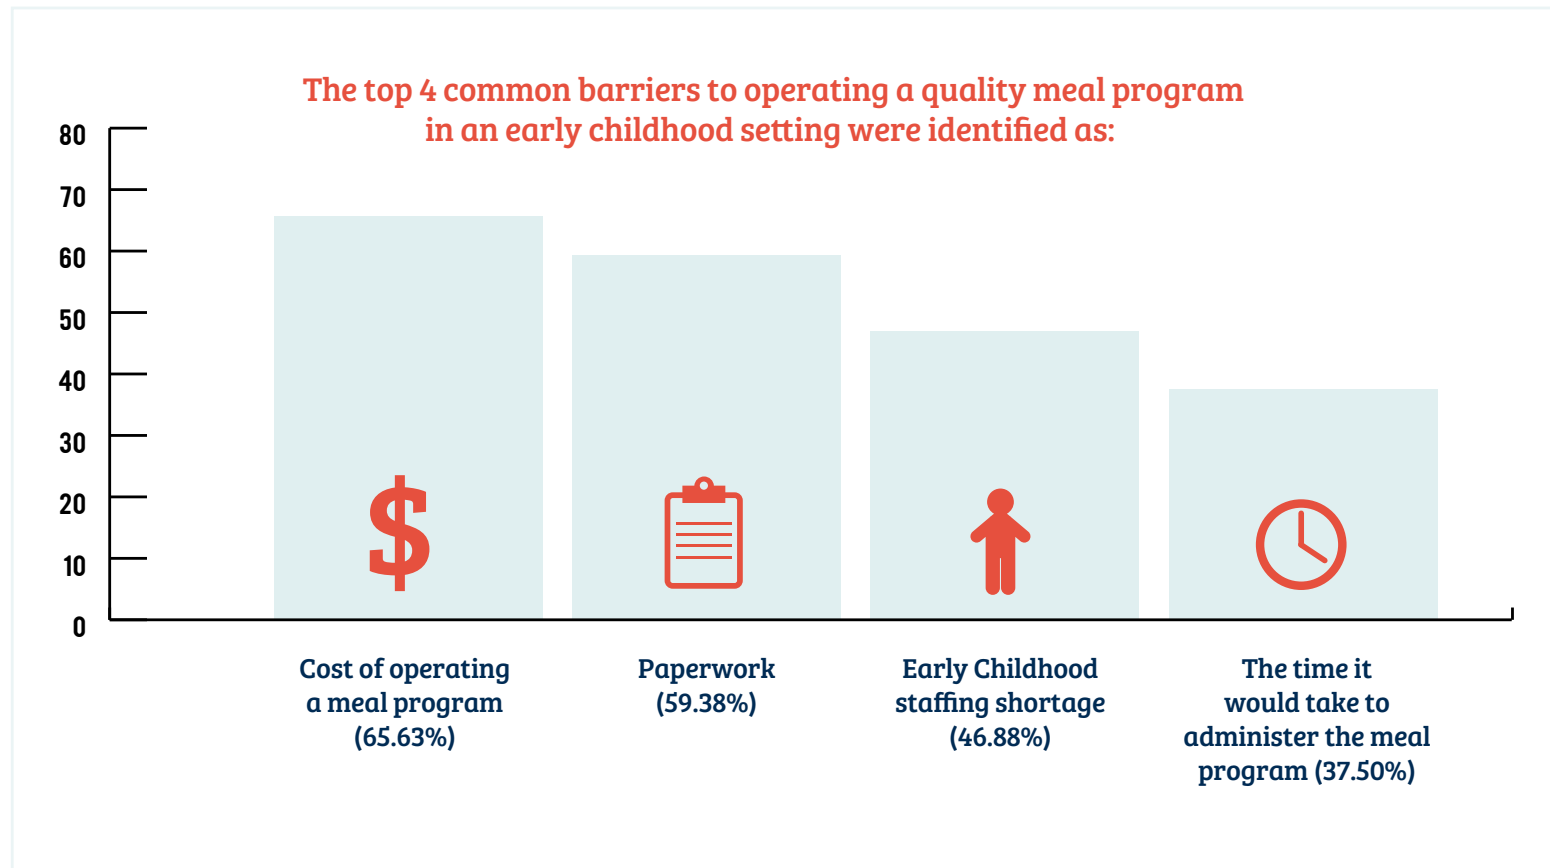 The top 4 common barriers to operating a quality meal program
in an early childhood setting were identified as:
80
70
60
50
40
30
20
10
0
$
Cost of operating
a meal program
(65.63%)
Paperwork
(59.38%)
Early Childhood
staffing shortage
(46.88%)
The time it
would take to
administer the meal
program (37.50%)